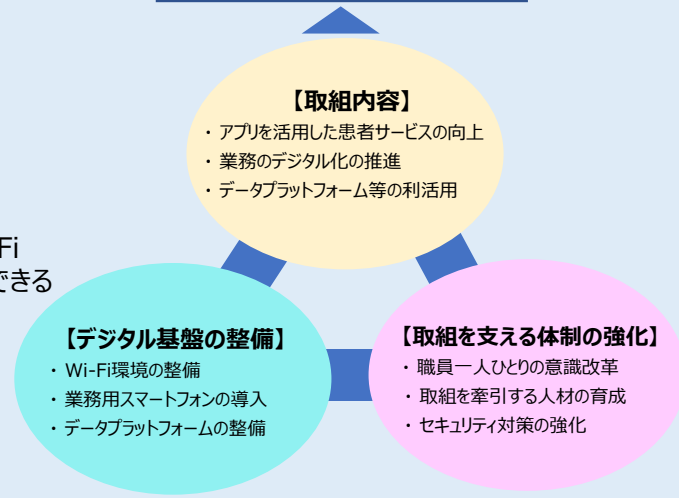 【取組内容】
・ アプリを活用した患者サービスの向上
・ 業務のデジタル化の推進
・ データプラットフォーム等の利活用
Fi
できる
【デジタル基盤の整備】
・ Wi-Fi環境の整備
・ 業務用スマートフォンの導入
・ データプラットフォームの整備
【取組を支える体制の強化】
・ 職員一人ひとりの意識改革
・ 取組を牽引する人材の育成
・ セキュリティ対策の強化